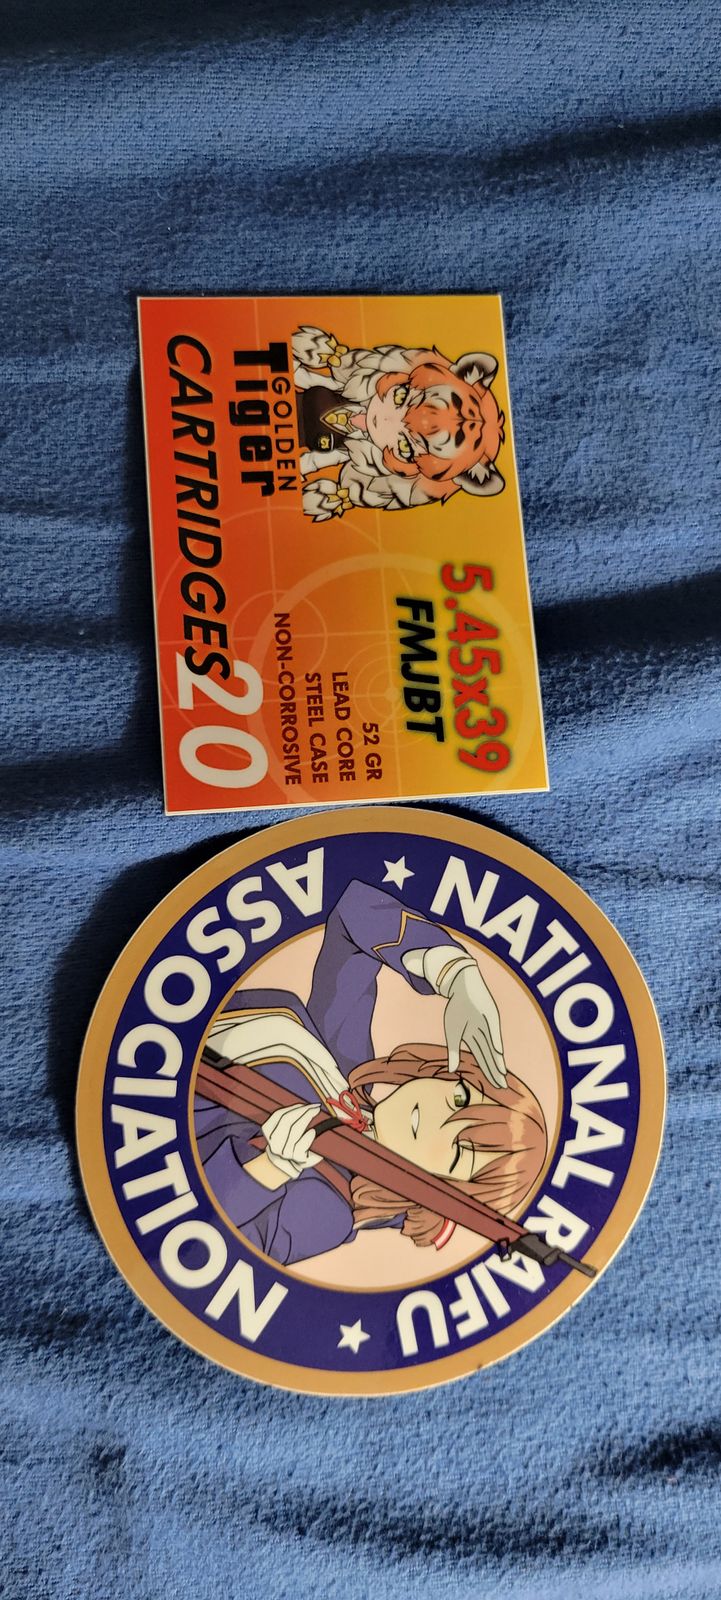 5.45x39
FMJBT
52 GR
LEAD CORE
STEEL CASE
NON-CORROSIVE
GOLDEN
Tiger
CARTRIDGES
20
NATIONAL RAIFU
ASSOCIATION